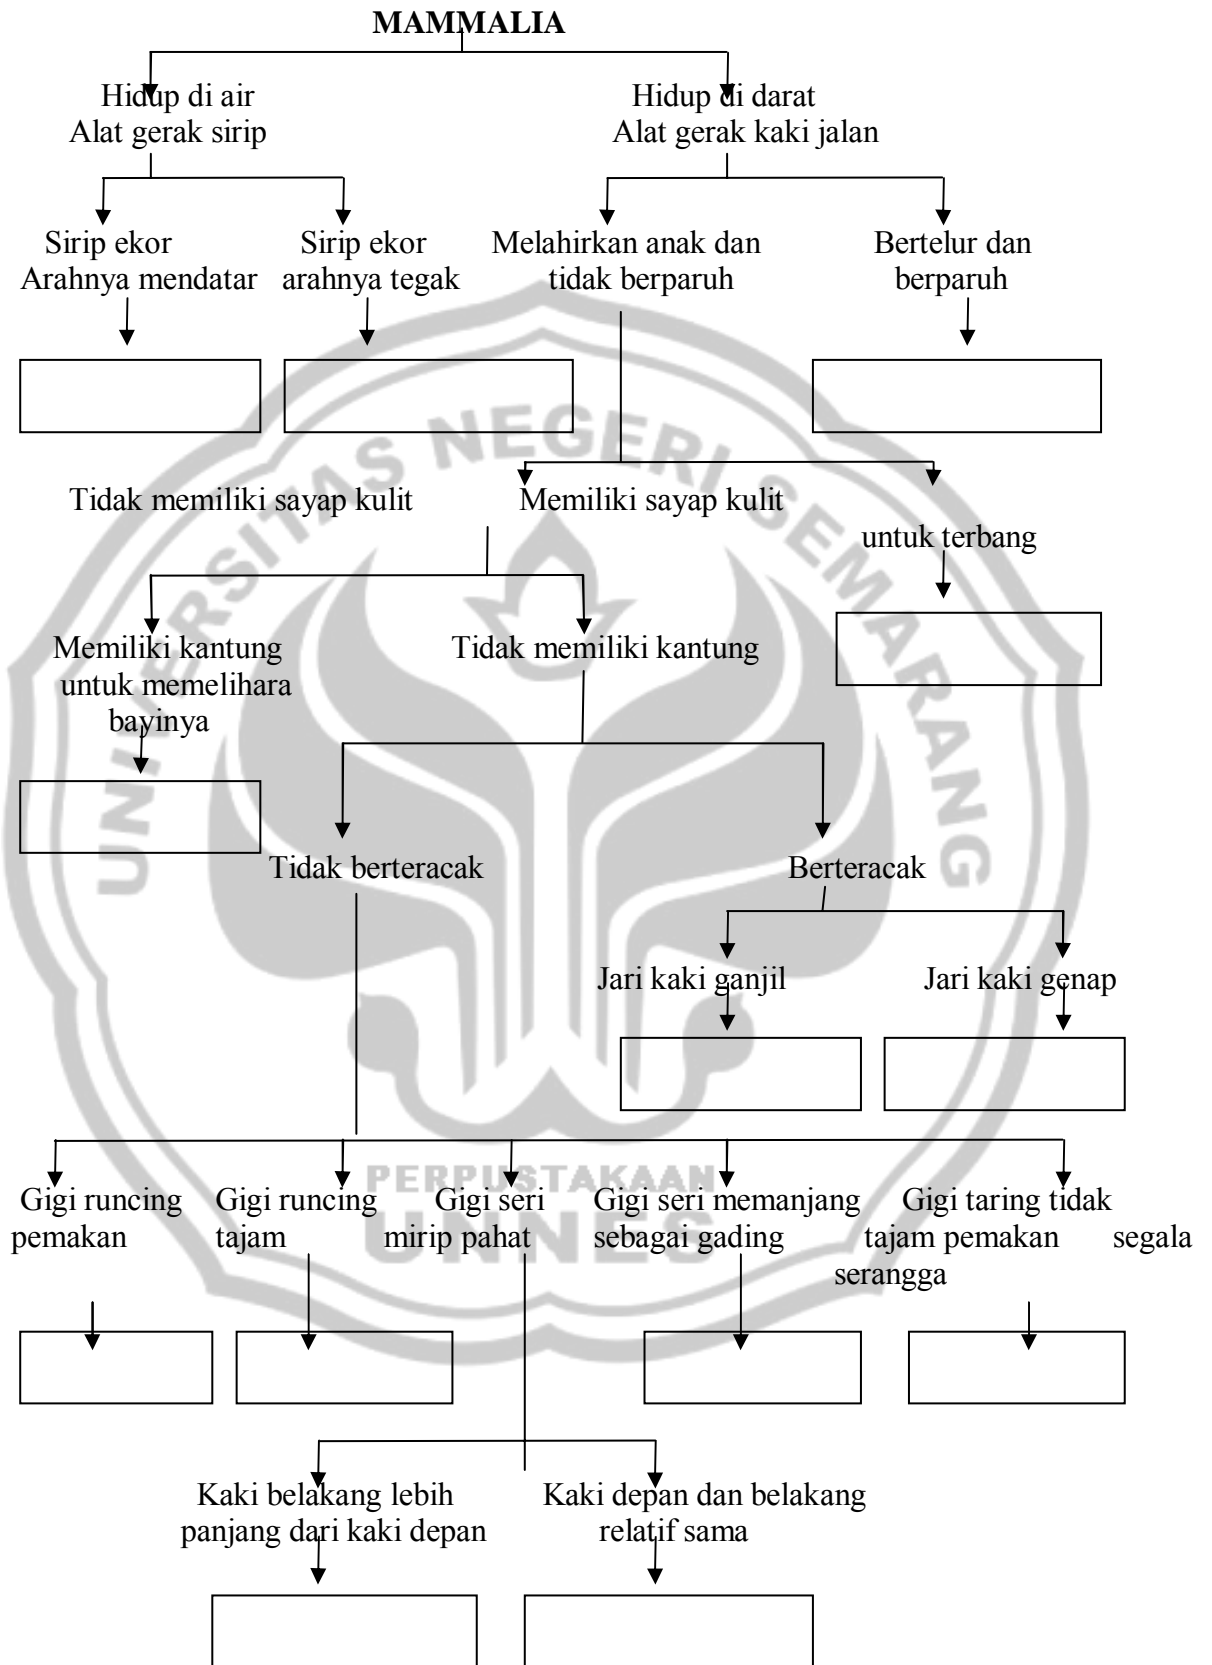 MAMMALIA
Hidup di air
Alat gerak sirip
Hidup di darat
Alat gerak kaki jalan
Sirip ekor
Arahnya mendatar
Sirip ekor
arahnya tegak
Melahirkan anak dan
tidak berparuh
Bertelur dan
berparuh
Tidak memiliki sayap kulit
Memiliki sayap kulit
untuk terbang
Memiliki kantung
untuk memelihara
bayinya
Tidak memiliki kantung
Tidak berteracak
Berteracak
Jari kaki ganjil
Jari kaki genap
Gigi runcing
pemakan
Gigi runcing
tajam
Gigi seri
mirip pahat
Gigi seri memanjang
sebagai gading
Gigi taring tidak
tajam pemakan segala
serangga
Kaki belakang lebih
panjang dari kaki depan
Kaki depan dan belakang
relatif sama
UNIVERSITAS NEGERI SEMARANG
PERPUSTAKAAN
UNNES